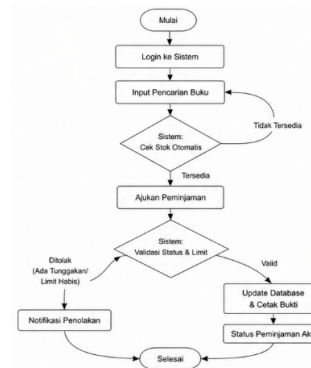 Mulai
Login ke Sistem
Input Pencarian Buku
Sistem:
Cek Stok Otomatis
Tidak Tersedia
Tersedia
Ajukan Peminjaman
Sistem:
Validasi Status & Limit
Ditolak
(Ada Tunggakan/
Limit Habis)
Valid
Update Database
& Cetak Bukti
Notifikasi Penolakan
Status Peminjaman Ak
Selesai